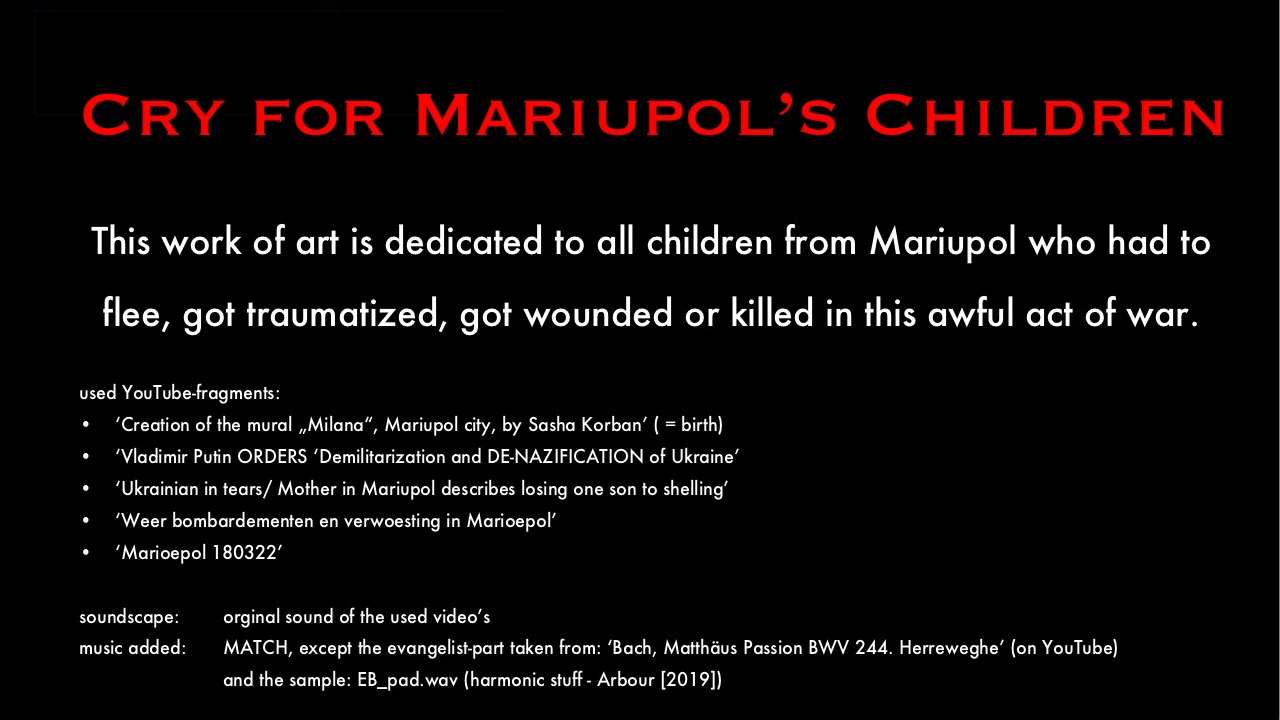 Cry for Mariupol’s Children
This work of art is dedicated to all children from Mariupol who had to
flee, got traumatized, got wounded or killed in this awful act of war.
used YouTube-fragments:
• ‘Creation of the mural „Milana“, Mariupol city, by Sasha Korban’ ( = birth)
• ‘Vladimir Putin ORDERS ‘Demilitarization and DE-NAZIFICATION of Ukraine’
• ‘Ukrainian in tears/ Mother in Mariupol describes losing one son to shelling’
• ‘Weer bombardementen en verwoesting in Marioepol’
• ‘Marioepol 180322’
soundscape: orginal sound of the used video’s
music added: MATCH, except the evangelist-part taken from: ‘Bach, Matthäus Passion BWV 244. Herreweghe’ (on YouTube)
and the sample: EB_pad.wav (harmonic stuff - Arbour [2019])